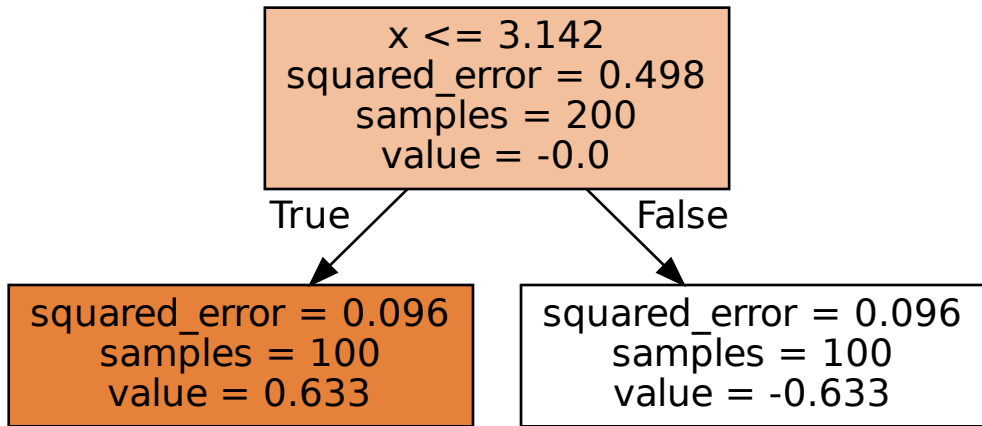 x <= 3.142
squared_error = 0.498
samples = 200
value = -0.0
True
False
squared_error = 0.096
samples = 100
value = 0.633
squared_error = 0.096
samples = 100
value = -0.633